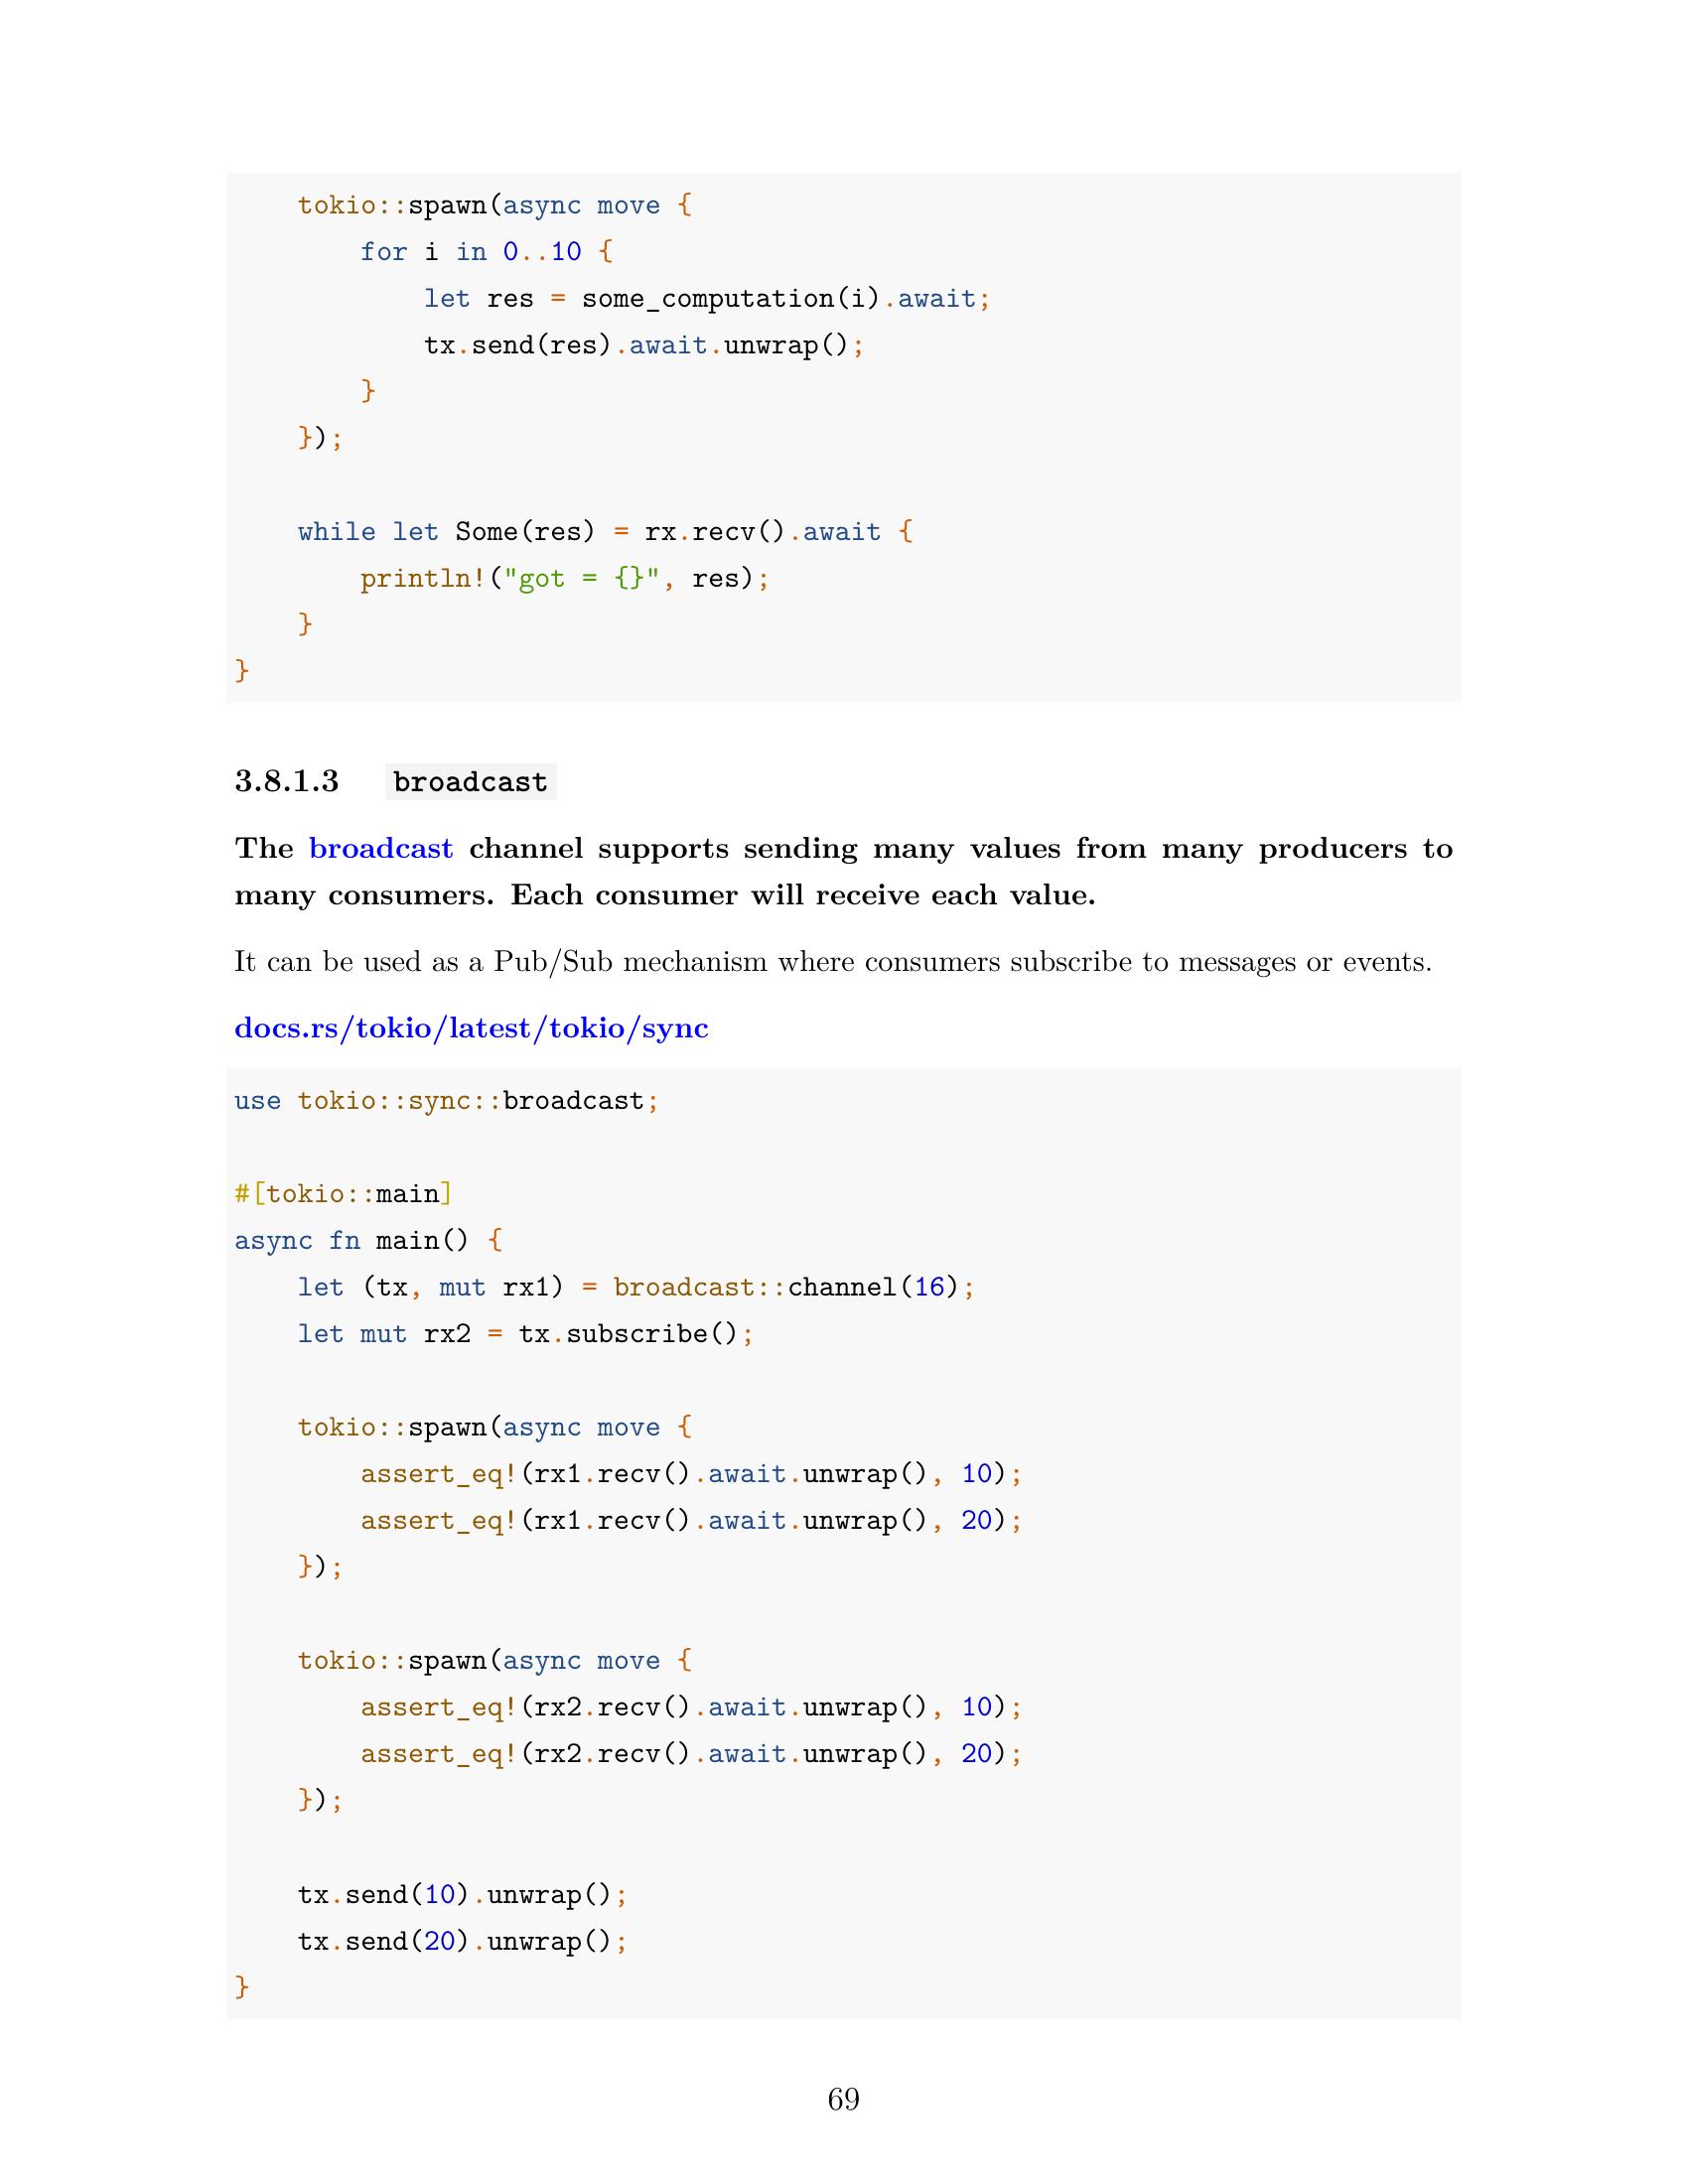 tokio::spawn(async move {
        for i in 0..10 {
            let res = some_computation(i).await;
            tx.send(res).await.unwrap();
        }
    });

    while let Some(res) = rx.recv().await {
        println!("got = {}", res);
    }
}
3.8.1.3 broadcast
The broadcast channel supports sending many values from many producers to
many consumers. Each consumer will receive each value.
It can be used as a Pub/Sub mechanism where consumers subscribe to messages or events.
docs.rs/tokio/latest/tokio/sync
use tokio::sync::broadcast;

#[tokio::main]
async fn main() {
    let (tx, mut rx1) = broadcast::channel(16);
    let mut rx2 = tx.subscribe();

    tokio::spawn(async move {
        assert_eq!(rx1.recv().await.unwrap(), 10);
        assert_eq!(rx1.recv().await.unwrap(), 20);
    });

    tokio::spawn(async move {
        assert_eq!(rx2.recv().await.unwrap(), 10);
        assert_eq!(rx2.recv().await.unwrap(), 20);
    });

    tx.send(10).unwrap();
    tx.send(20).unwrap();
}
69